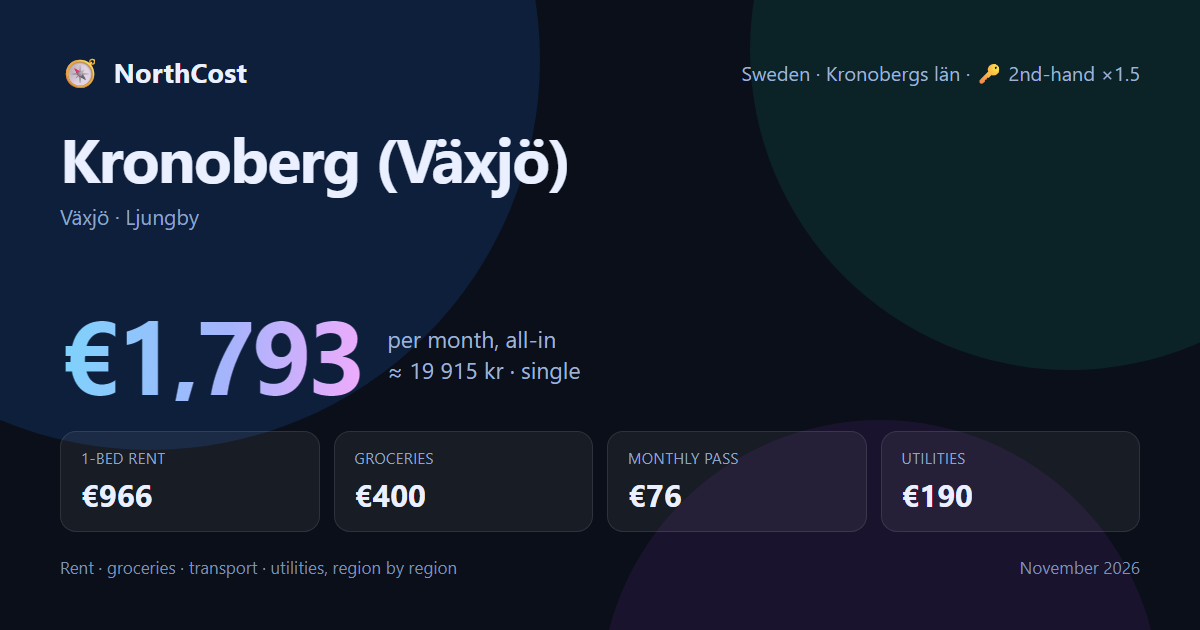 NorthCost
Sweden · Kronobergs län · 🔑 2nd-hand ×1.5
Kronoberg (Växjö)
Växjö · Ljungby
€1,793
per month, all-in
≈ 19 915 kr · single
1-BED RENT
€966
GROCERIES
€400
MONTHLY PASS
€76
UTILITIES
€190
Rent · groceries · transport · utilities, region by region
November 2026